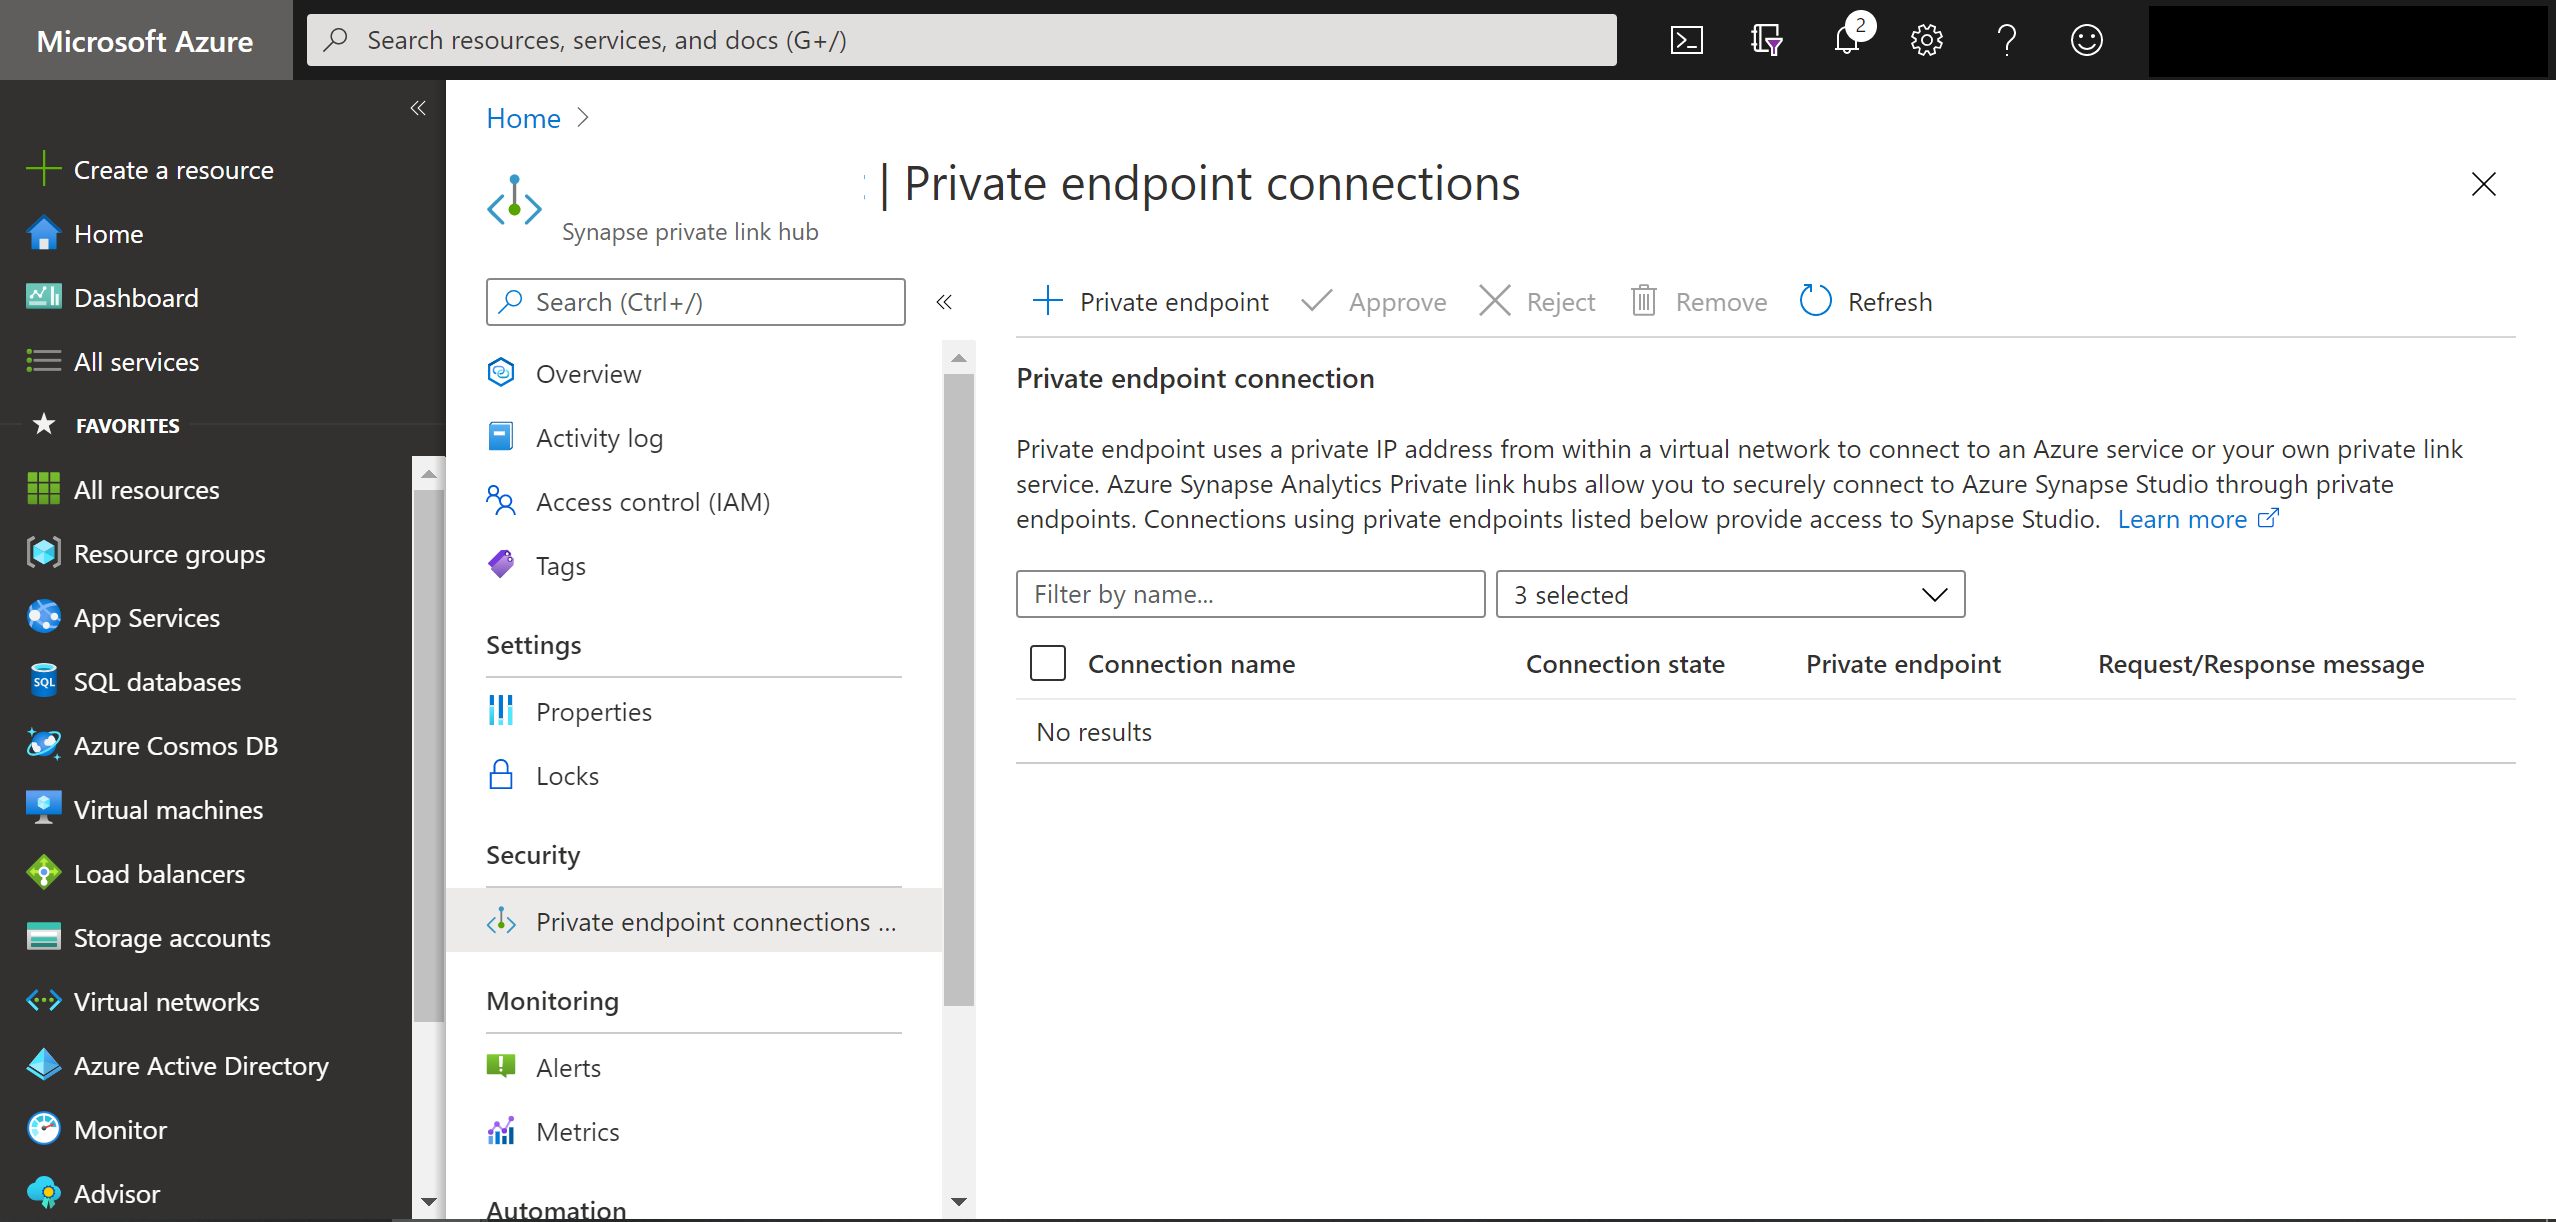 Microsoft Azure
Search resources, services, and docs (G+/)
2
Create a resource
Home
Dashboard
All services
FAVORITES
All resources
Resource groups
App Services
SQL
SQL databases
Azure Cosmos DB
Virtual machines
Load balancers
Storage accounts
Virtual networks
Azure Active Directory
Monitor
Advisor
Home
| Private endpoint connections
Synapse private link hub
Search (Ctrl+/)
Overview
Activity log
Access control (IAM)
Tags
Settings
Properties
Locks
Security
Private endpoint connections ...
Monitoring
Alerts
Metrics
Automation
Private endpoint
Approve
Reject
Remove
Refresh
Private endpoint connection
Private endpoint uses a private IP address from within a virtual network to connect to an Azure service or your own private link
service. Azure Synapse Analytics Private link hubs allow you to securely connect to Azure Synapse Studio through private
endpoints. Connections using private endpoints listed below provide access to Synapse Studio. Learn more
Filter by name...
3 selected
Connection name Connection state Private endpoint Request/Response message
No results